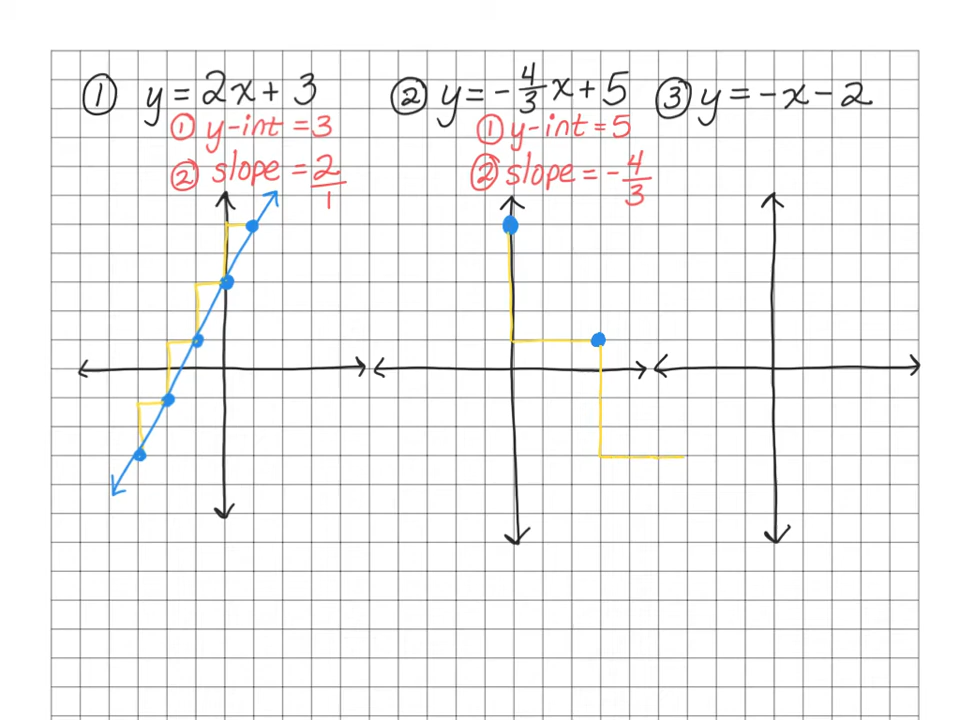 ① y = 2x + 3
① y-int = 3
② slope = 2/1
② y = -4/3x + 5
① y-int = 5
② slope = -4/3
③ y = -x - 2